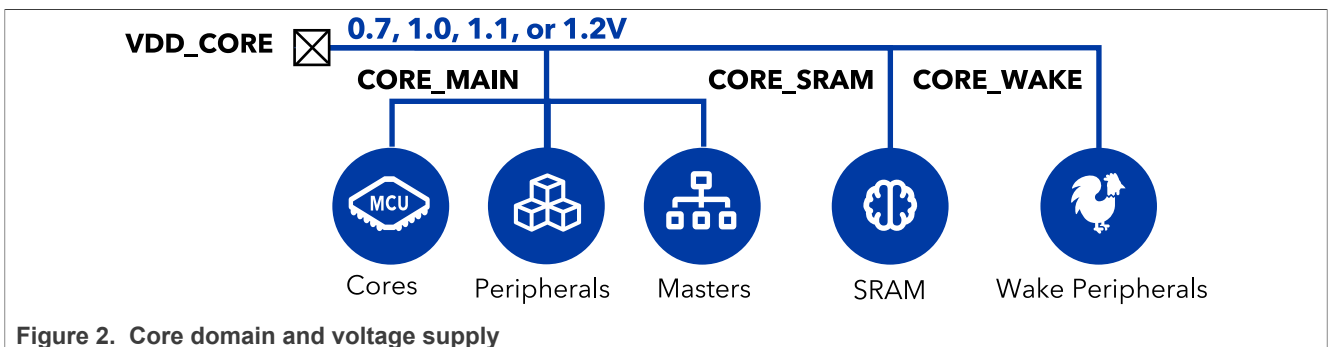 VDD_CORE
0.7, 1.0, 1.1, or 1.2V
CORE_MAIN
CORE_SRAM
CORE_WAKE
MCU
Cores
Peripherals
Masters
SRAM
Wake Peripherals
Figure 2. Core domain and voltage supply